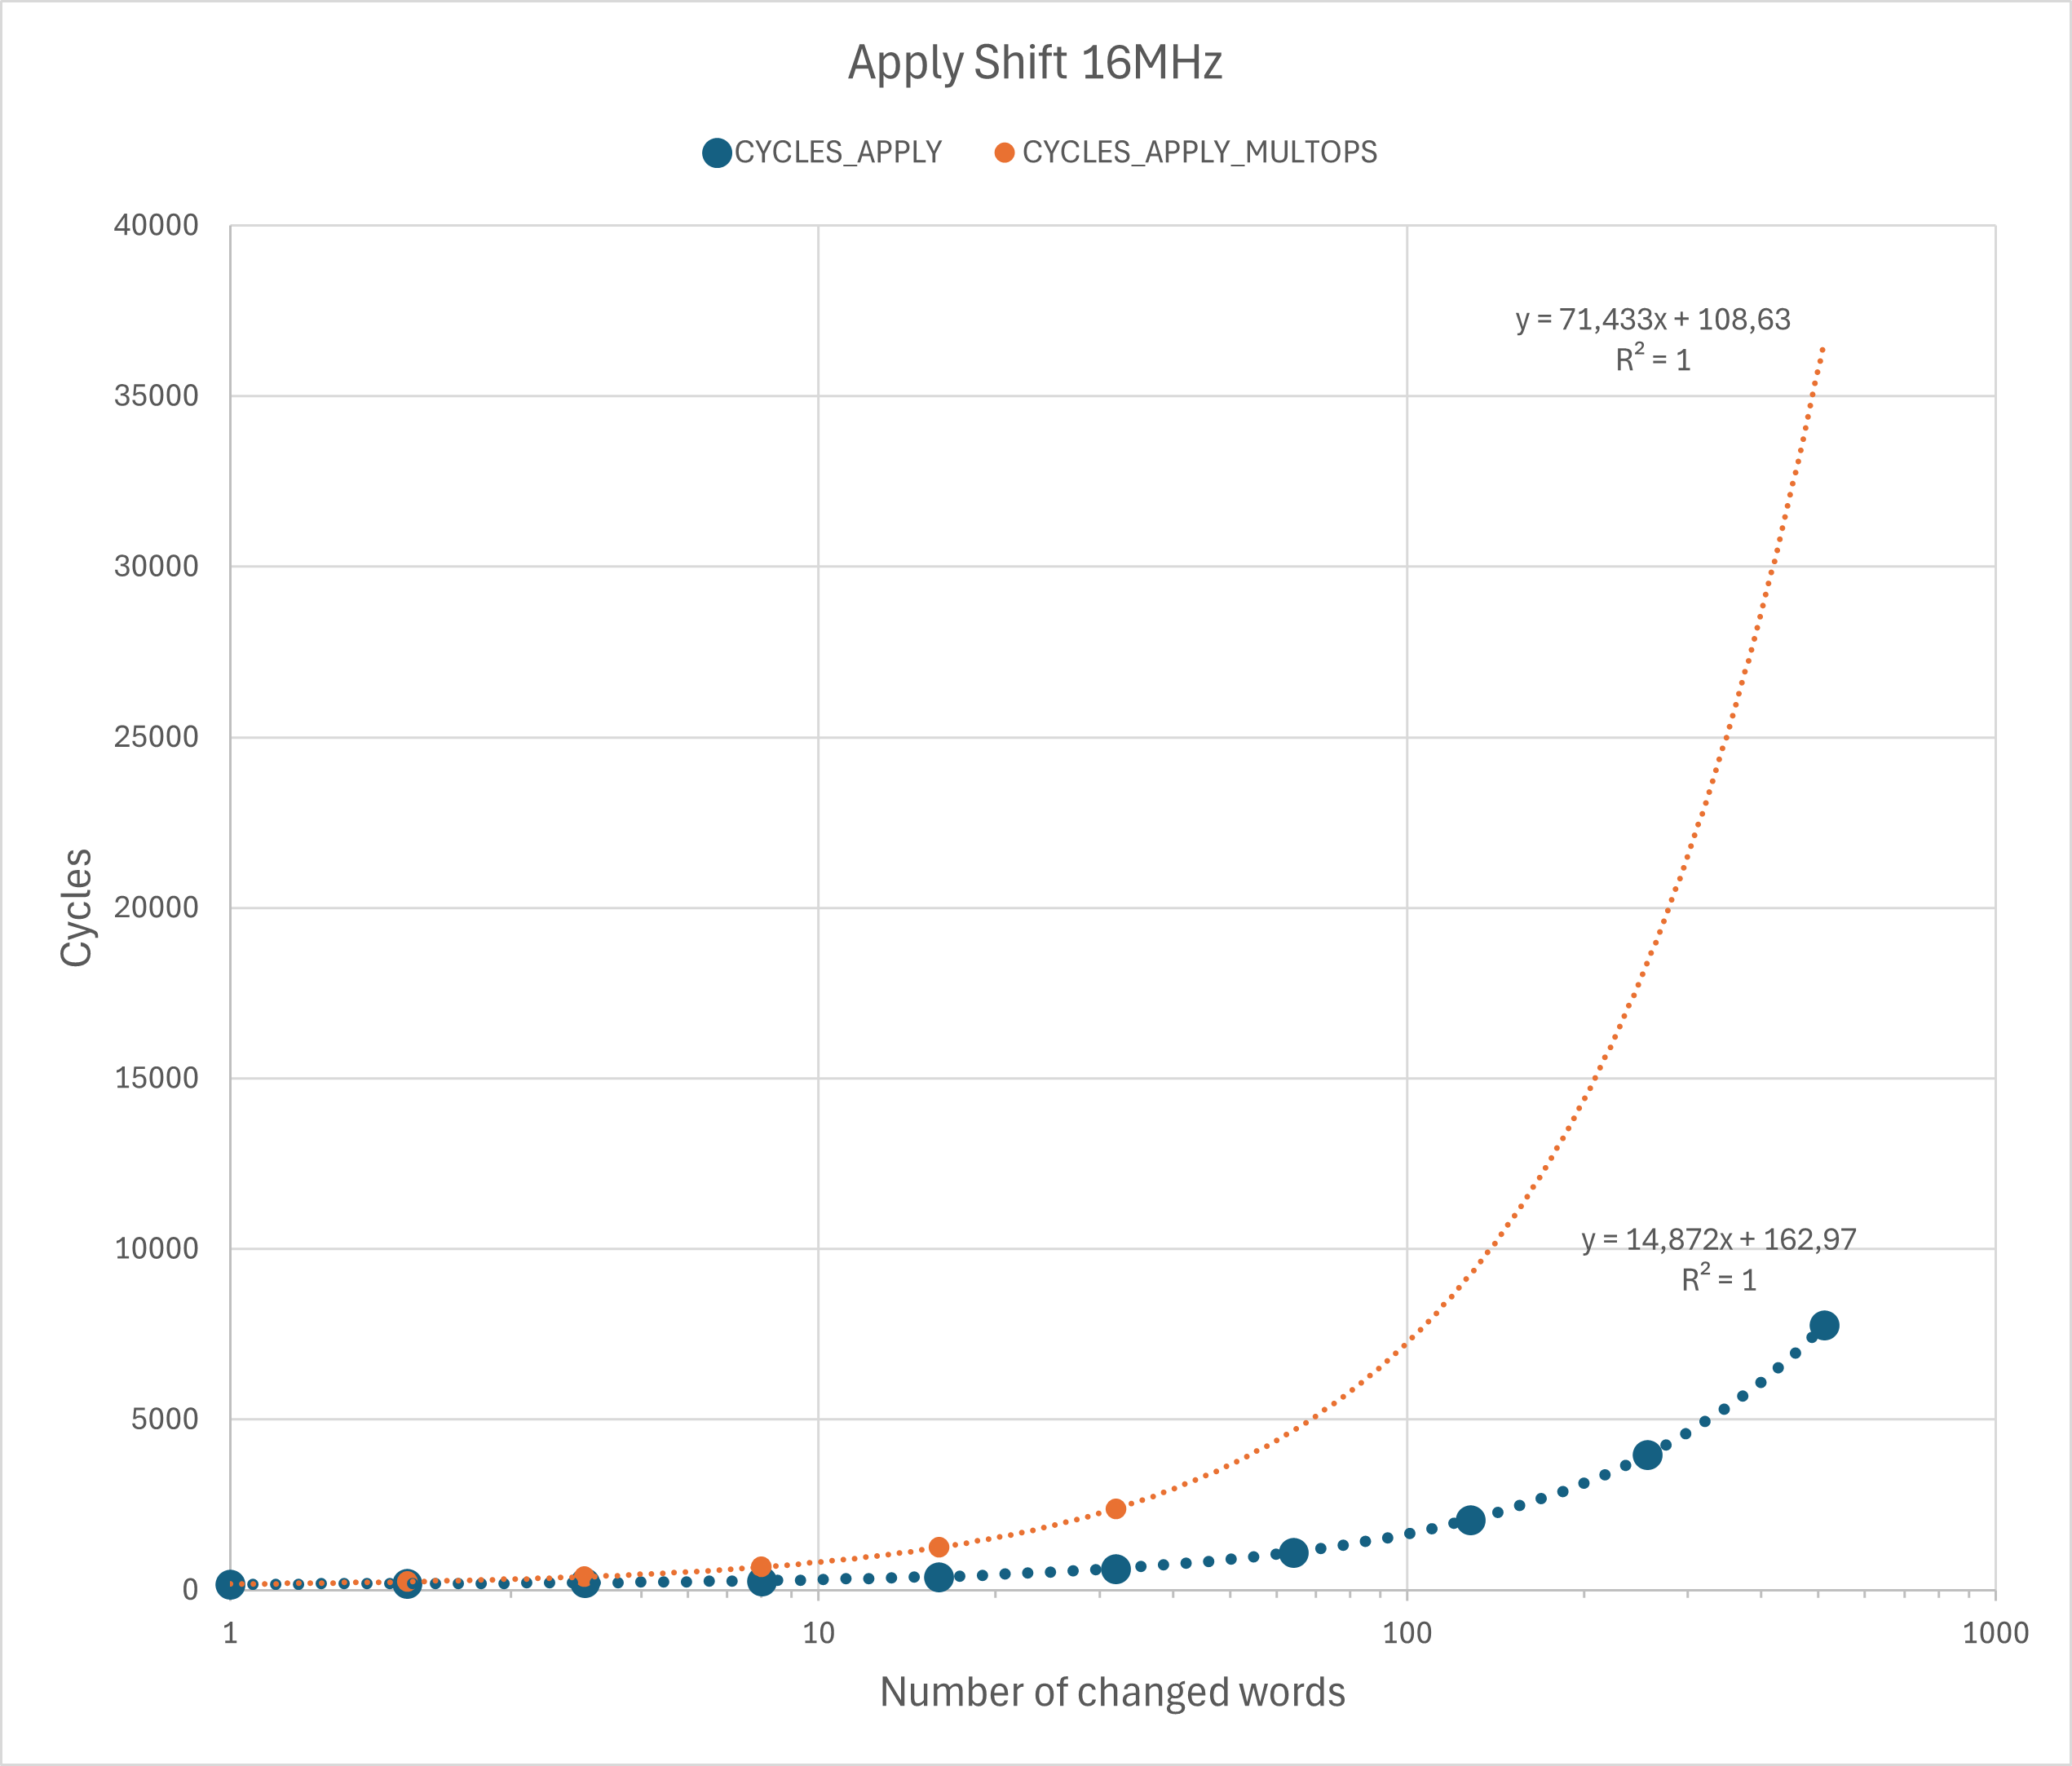 Apply Shift 16MHz
CYCLES_APPLY
CYCLES_APPLY_MULTOPS
40000
35000
30000
25000
20000
15000
10000
5000
0
Cycles
y = 71,433x + 108,63
R² = 1
y = 14,872x + 162,97
R² = 1
1
10
100
1000
Number of changed words